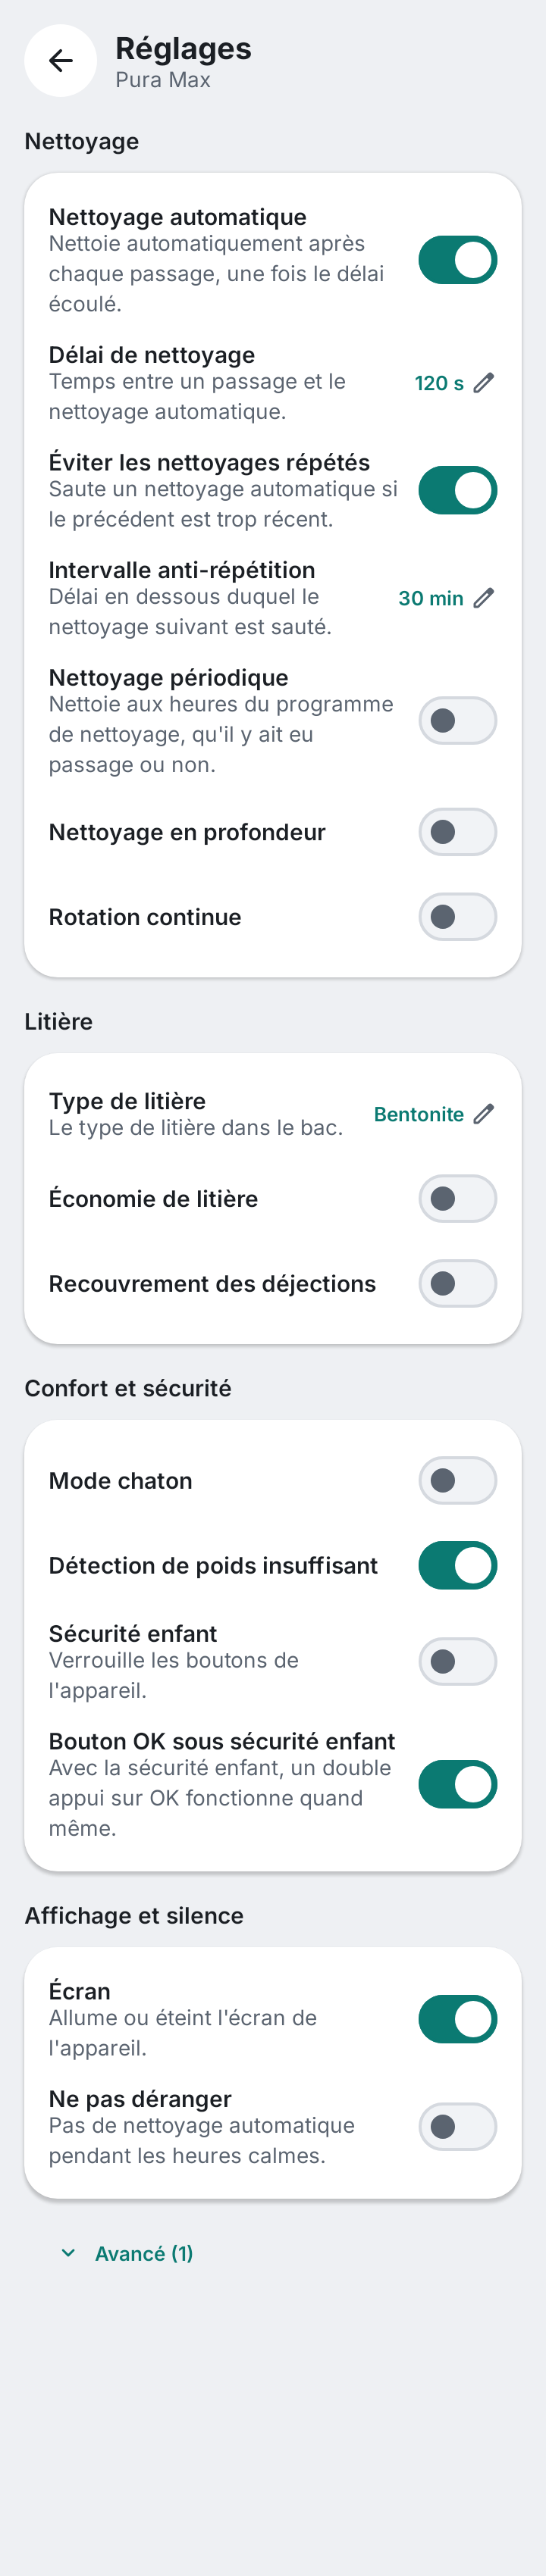 Réglages
Pura Max
Nettoyage
Nettoyage automatique
Nettoie automatiquement après
chaque passage, une fois le délai
écoulé.
Délai de nettoyage
Temps entre un passage et le
nettoyage automatique.
120 s
Éviter les nettoyages répétés
Saute un nettoyage automatique si
le précédent est trop récent.
Intervalle anti-répétition
Délai en dessous duquel le
nettoyage suivant est sauté.
30 min
Nettoyage périodique
Nettoie aux heures du programme
de nettoyage, qu'il y ait eu
passage ou non.
Nettoyage en profondeur
Rotation continue
Litière
Type de litière
Le type de litière dans le bac.
Bentonite
Économie de litière
Recouvrement des déjections
Confort et sécurité
Mode chaton
Détection de poids insuffisant
Sécurité enfant
Verrouille les boutons de
l'appareil.
Bouton OK sous sécurité enfant
Avec la sécurité enfant, un double
appui sur OK fonctionne quand
même.
Affichage et silence
Écran
Allume ou éteint l'écran de
l'appareil.
Ne pas déranger
Pas de nettoyage automatique
pendant les heures calmes.
Avancé (1)